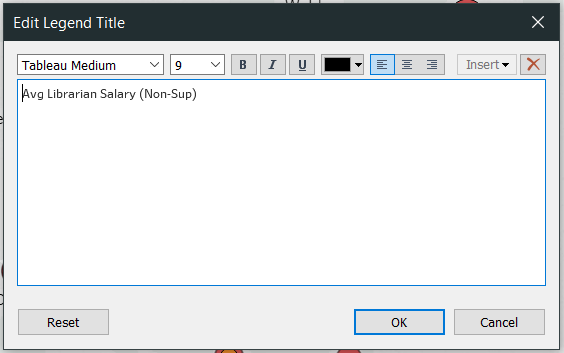 Edit Legend Title
Tableau Medium 9 B I U Insert
Avg Librarian Salary (Non-Sup)
Reset OK Cancel